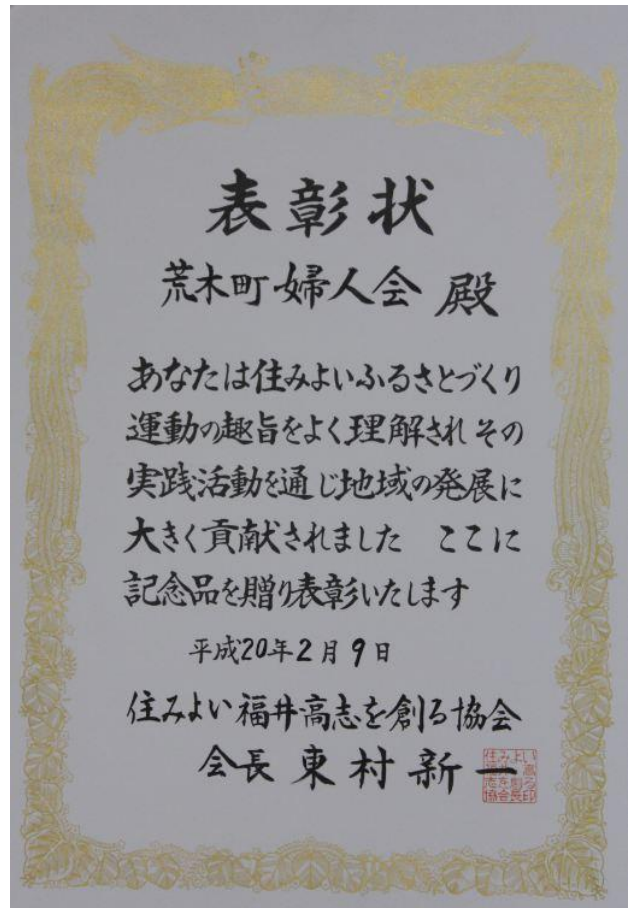 表彰状
荒木町婦人会 殿
あなたは住みよいふるさとづくり
運動の趣旨をよく理解されその
実践活動を通じ地域の発展に
大きく貢献されました ここに
記念品を贈り表彰いたします
平成20年2月9日
住みよい福井高志を創る協会
会長 東村新一